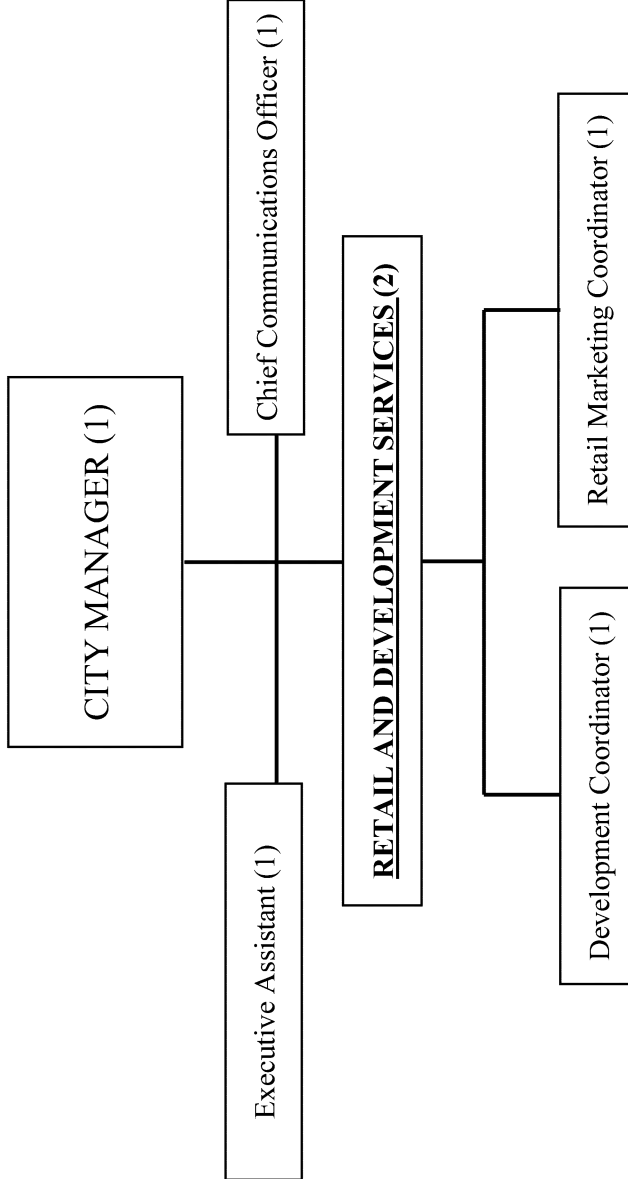 CITY MANAGER (1)
Executive Assistant (1)
Chief Communications Officer (1)
RETAIL AND DEVELOPMENT SERVICES (2)
Development Coordinator (1)
Retail Marketing Coordinator (1)